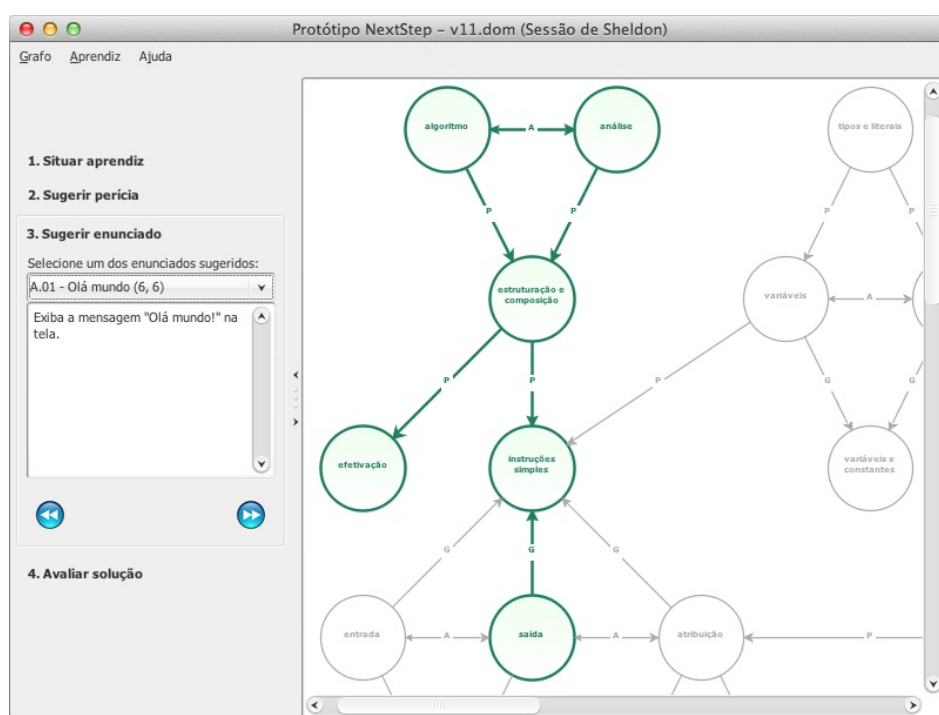 Protótipo NextStep – v11.dom (Sessão de Sheldon)
Grafo Aprendiz Ajuda
1. Situar aprendiz
2. Sugerir perícia
3. Sugerir enunciado
Selecione um dos enunciados sugeridos:
A.01 - Olá mundo (6, 6)
Exiba a mensagem "Olá mundo!" na
tela.
4. Avaliar solução
algoritmo
A
análise
tipos e literais
P
P
P
P
estruturação e
composição
variáveis
A
P
P
P
G
G
efetivação
instruções
simples
variáveis x
constantes
G
G
G
entrada
A
saída
A
atribuição
P